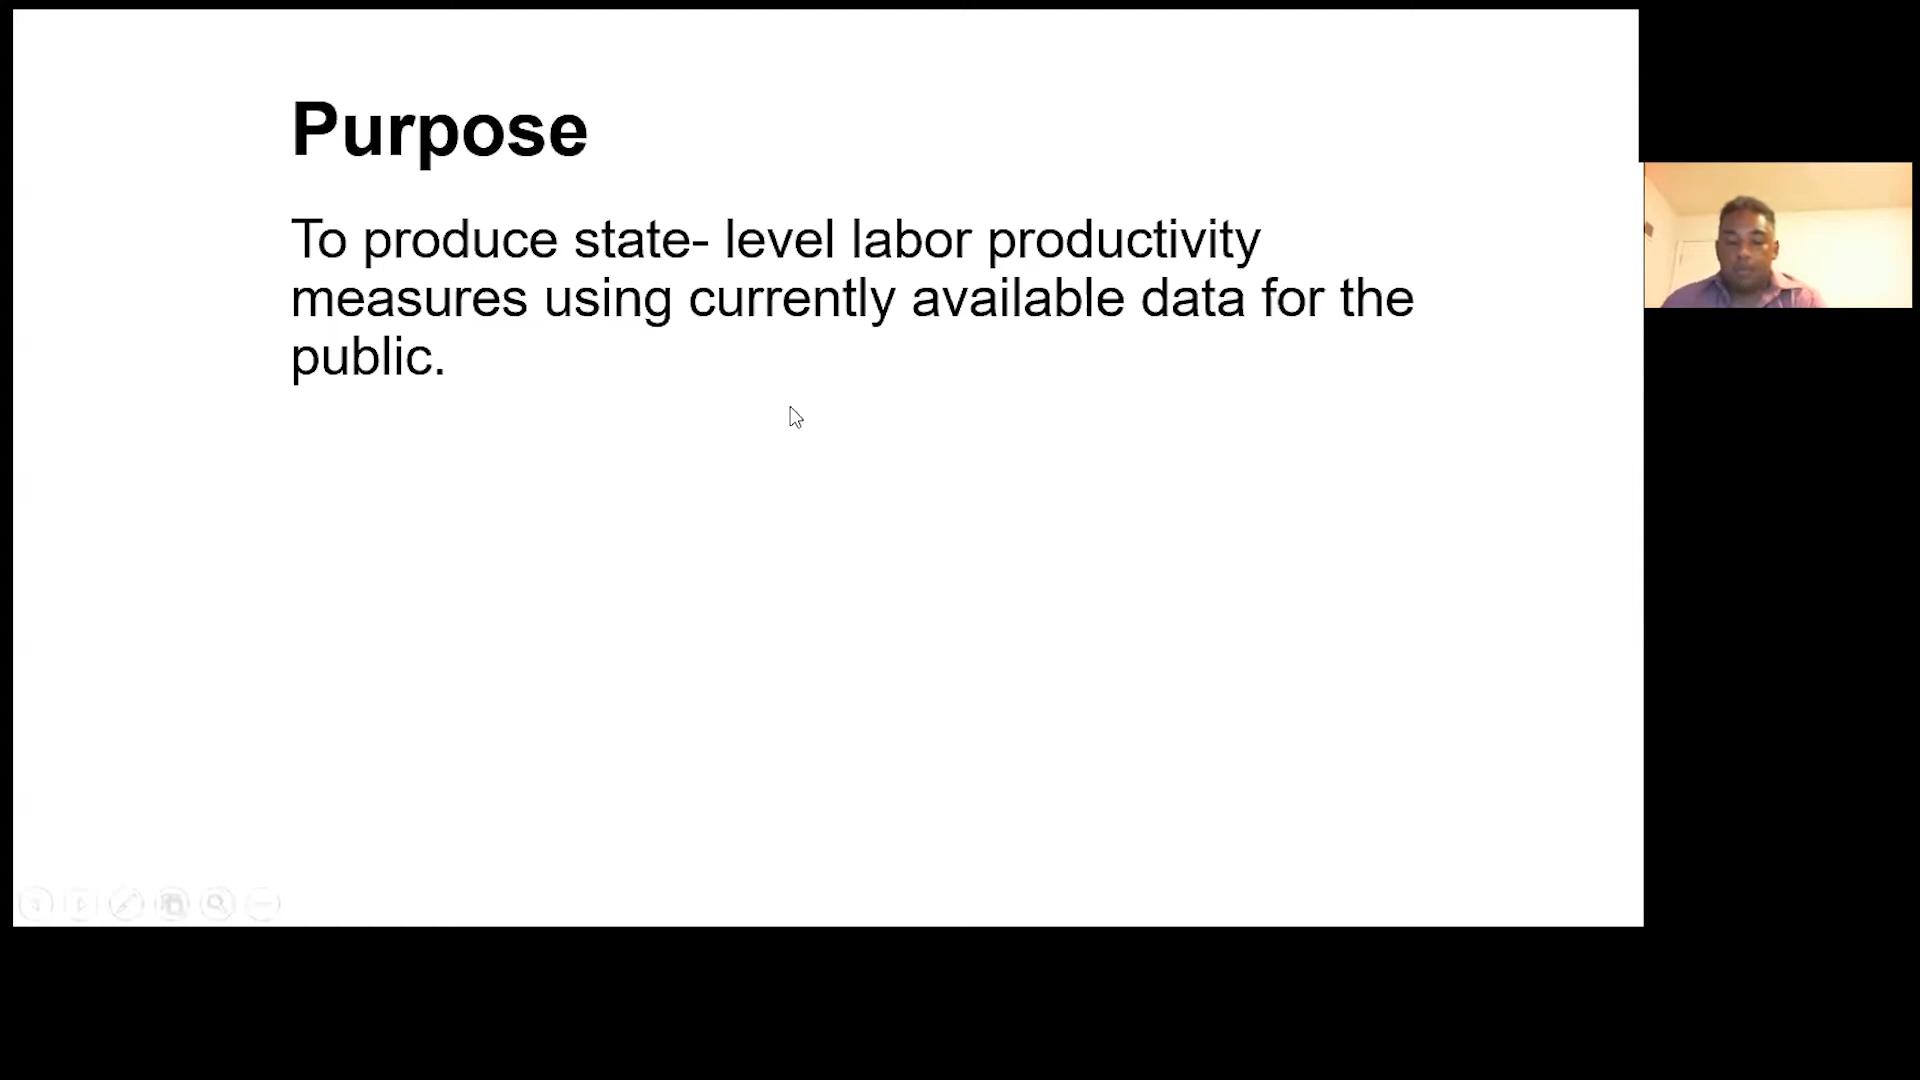 Purpose
To produce state- level labor productivity
measures using currently available data for the
public.